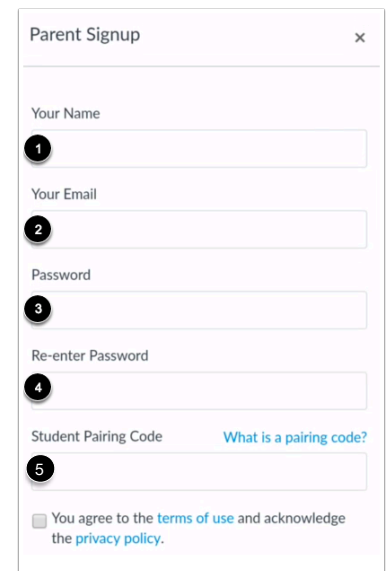 Parent Signup ×
Your Name
1
Your Email
2
Password
3
Re-enter Password
4
Student Pairing Code What is a pairing code?
5
You agree to the terms of use and acknowledge
the privacy policy.